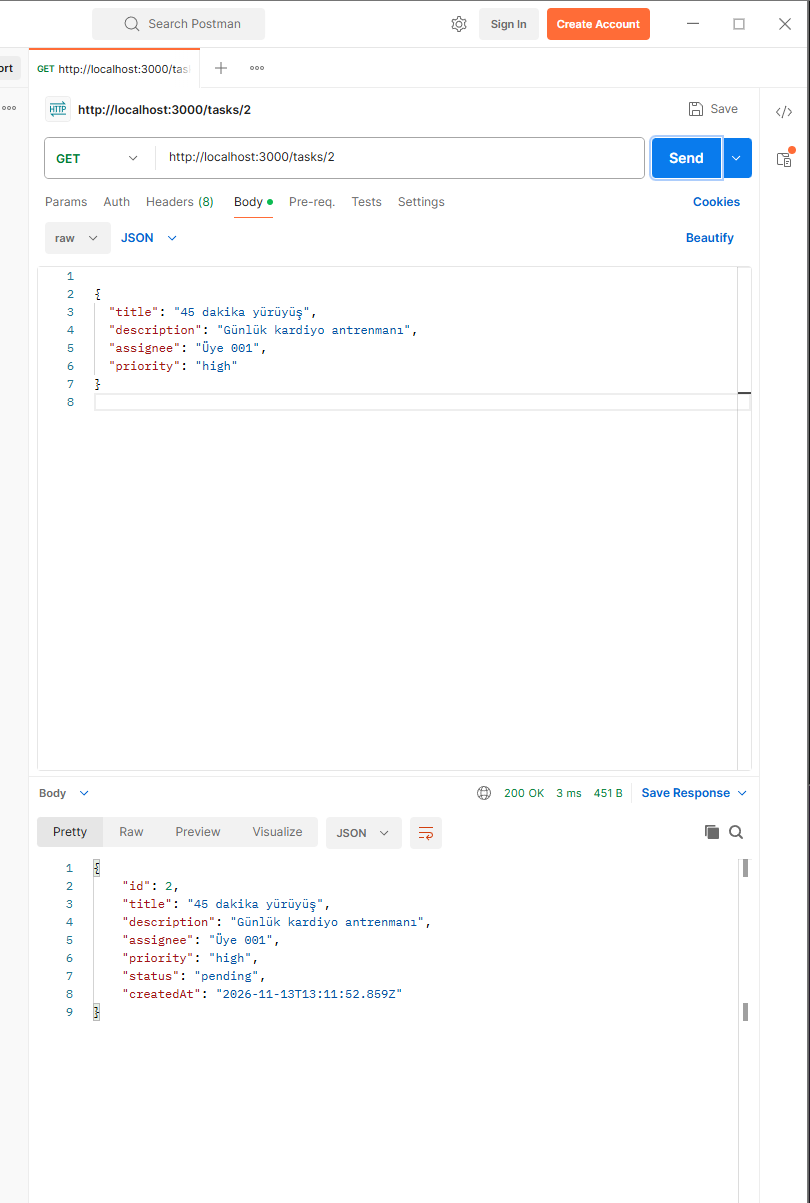 Search Postman
Sign In
Create Account
ort
GET http://localhost:3000/tas
HTTP http://localhost:3000/tasks/2
Save
GET
http://localhost:3000/tasks/2
Send
Params Auth Headers (8) Body Pre-req. Tests Settings
Cookies
raw JSON
Beautify
1
2 {
3 "title": "45 dakika yürüyüş",
4 "description": "Günlük kardiyo antrenmanı",
5 "assignee": "Üye 001",
6 "priority": "high"
7 }
8
Body
200 OK 3 ms 451 B Save Response
Pretty Raw Preview Visualize JSON
1 {
2 "id": 2,
3 "title": "45 dakika yürüyüş",
4 "description": "Günlük kardiyo antrenmanı",
5 "assignee": "Üye 001",
6 "priority": "high",
7 "status": "pending",
8 "createdAt": "2026-11-13T13:11:52.859Z"
9 }